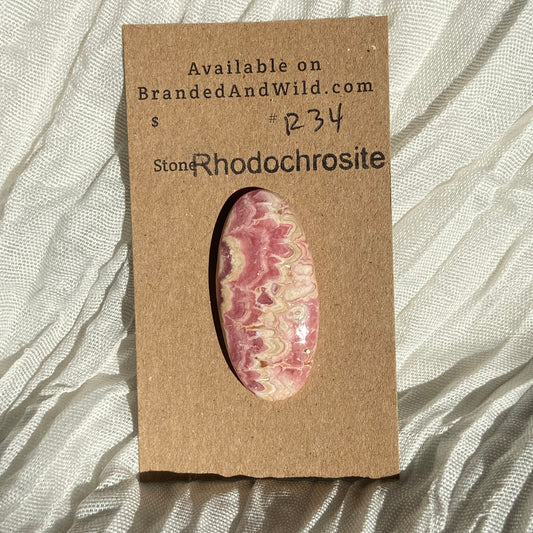 Available on
BrandedAndWild.com
$ # R34
Stone Rhodochrosite